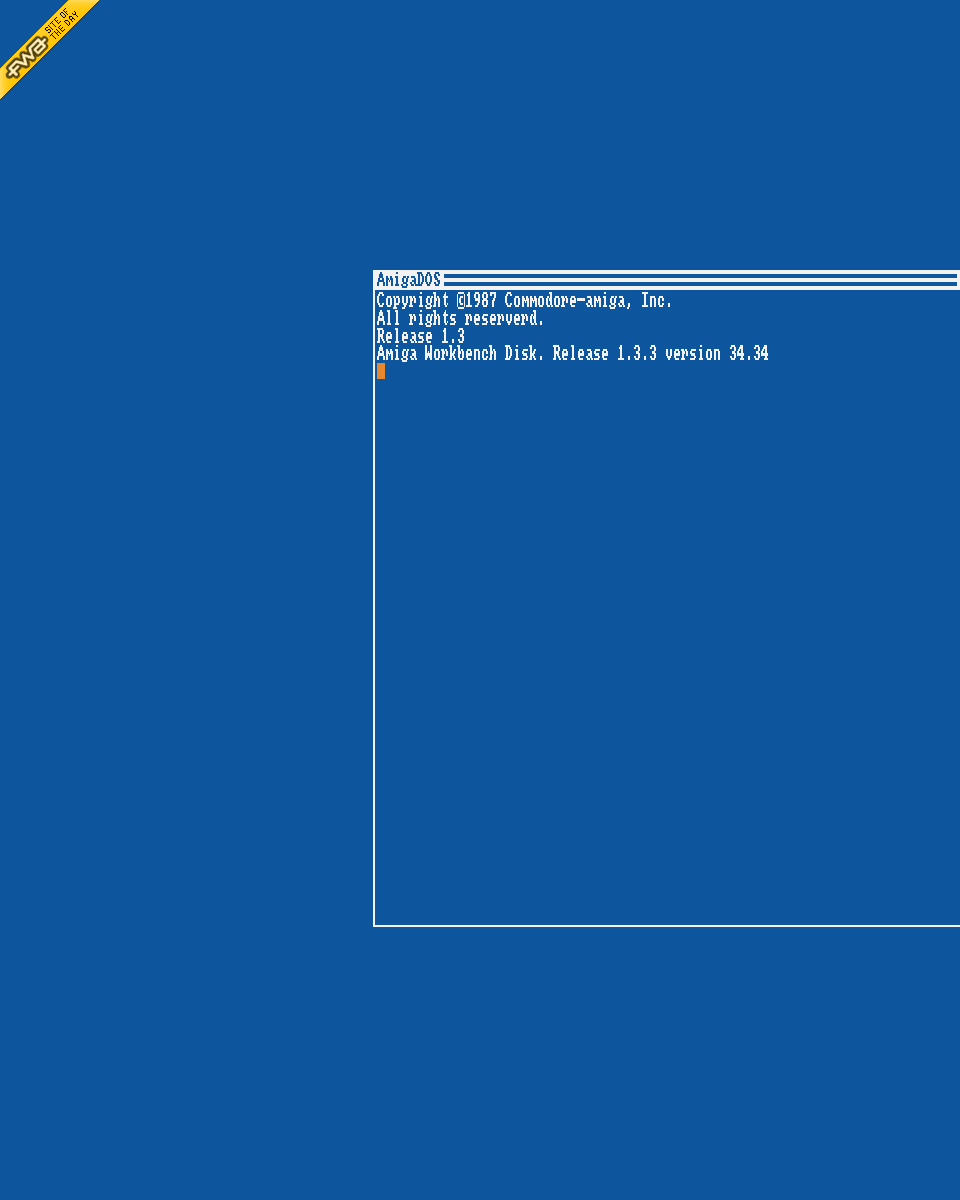 fwa SITE OF
THE DAY
AmigaDOS
Copyright ©1987 Commodore-amiga, Inc.
All rights reserverd.
Release 1.3
Amiga Workbench Disk. Release 1.3.3 version 34.34